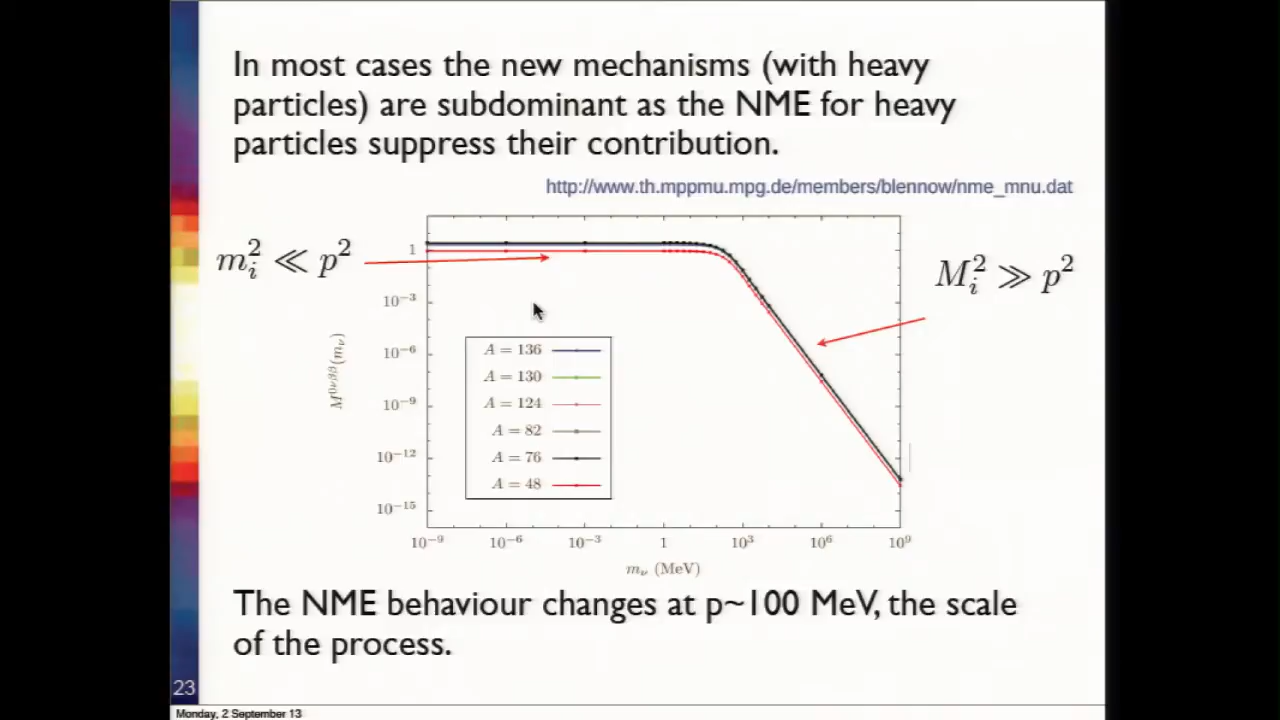 In most cases the new mechanisms (with heavy
particles) are subdominant as the NME for heavy
particles suppress their contribution.
http://www.th.mppmu.mpg.de/members/blennow/nme_mnu.dat
m_i^2 ≪ p^2
M_i^2 ≫ p^2
1
10^-3
10^-6
10^-9
10^-12
10^-15
M^0νββ(m_ν)
A = 136
A = 130
A = 124
A = 82
A = 76
A = 48
10^-9 10^-6 10^-3 1 10^3 10^6 10^9
m_ν (MeV)
The NME behaviour changes at p~100 MeV, the scale
of the process.
23
Monday, 2 September 13